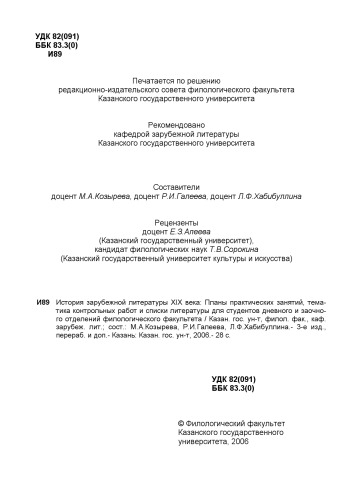 УДК 82(091)
ББК 83.3(0)
И89
Печатается по решению
редакционно-издательского совета филологического факультета
Казанского государственного университета
Рекомендовано
кафедрой зарубежной литературы
Казанского государственного университета
Составители
доцент М.А.Козырева, доцент Р.И.Галеева, доцент Л.Ф.Хабибуллина
Рецензенты
доцент Е.З.Алеева
(Казанский государственный университет),
кандидат филологических наук Т.В.Сорокина
(Казанский государственный университет культуры и искусства)
И89 История зарубежной литературы XIX века: Планы практических занятий, тема-
тика контрольных работ и списки литературы для студентов дневного и заочно-
го отделений филологического факультета / Казан. гос. ун-т, филол. фак., каф.
зарубеж. лит.; сост.: М.А.Козырева, Р.И.Галеева, Л.Ф.Хабибуллина.- 3-е изд.,
перераб. и доп.- Казань: Казан. гос. ун-т, 2006.- 28 с.
УДК 82(091)
ББК 83.3(0)
© Филологический факультет
Казанского государственного
университета, 2006